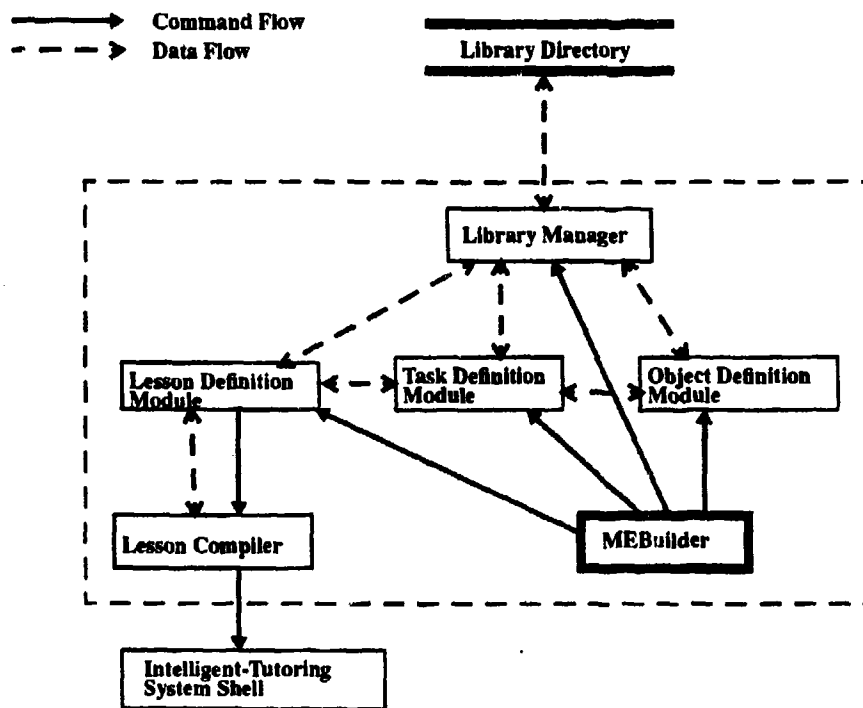 Command Flow
Data Flow
Library Directory
Library Manager
Lesson Definition
Module
Task Definition
Module
Object Definition
Module
Lesson Compiler
MEBuilder
Intelligent-Tutoring
System Shell